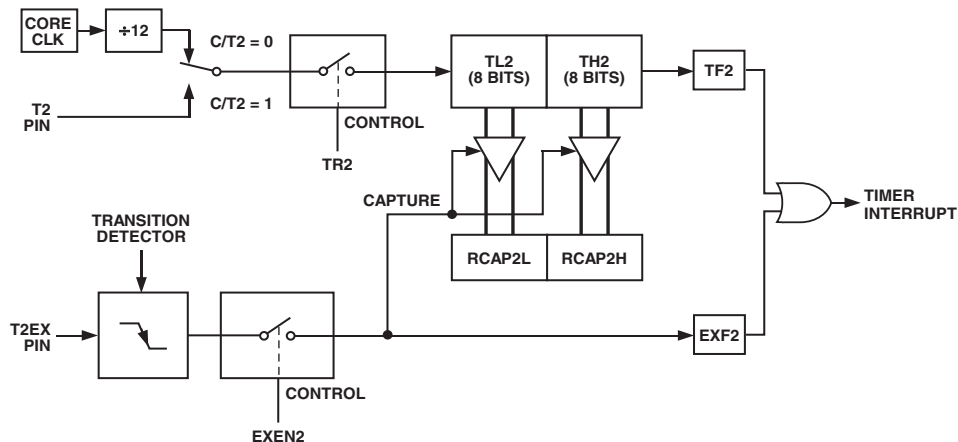 CORE
CLK
÷12
C/T2 = 0
C/T2 = 1
T2
PIN
CONTROL
TR2
TL2
(8 BITS)
TH2
(8 BITS)
TF2
CAPTURE
TIMER
INTERRUPT
TRANSITION
DETECTOR
RCAP2L
RCAP2H
T2EX
PIN
EXF2
CONTROL
EXEN2